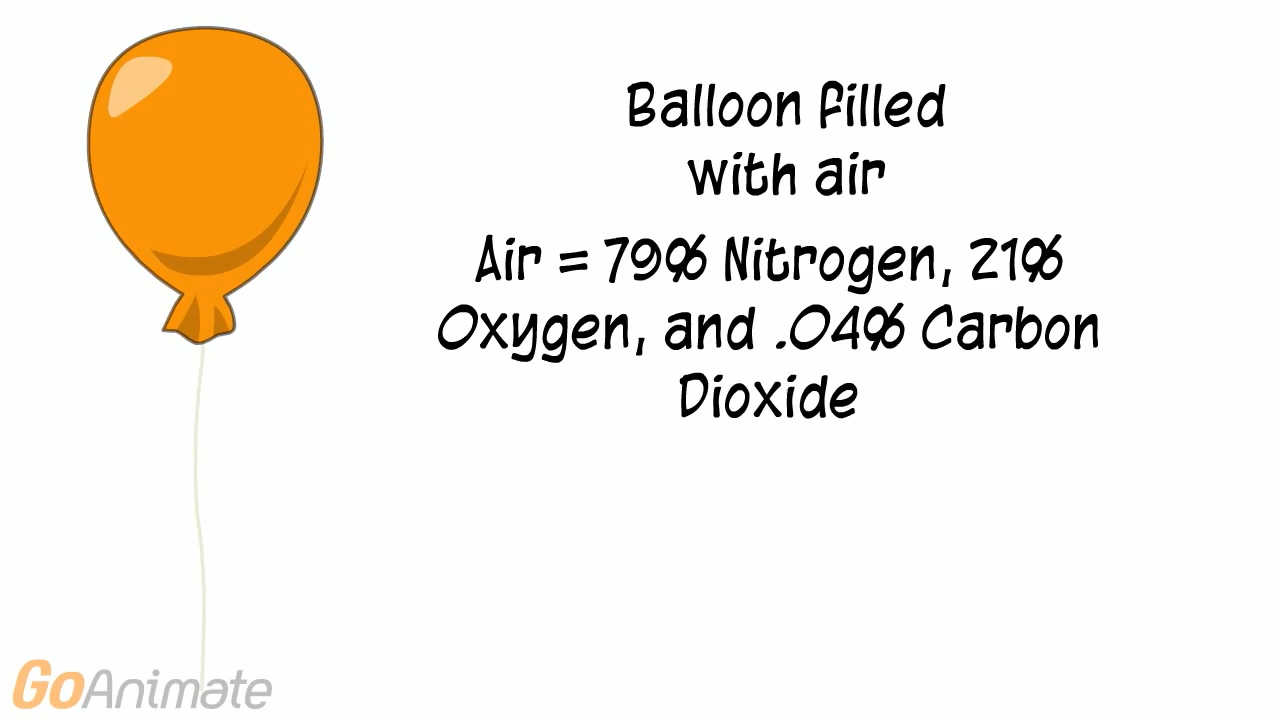 Balloon filled
with air
Air = 79% Nitrogen, 21%
Oxygen, and .04% Carbon
Dioxide
GoAnimate